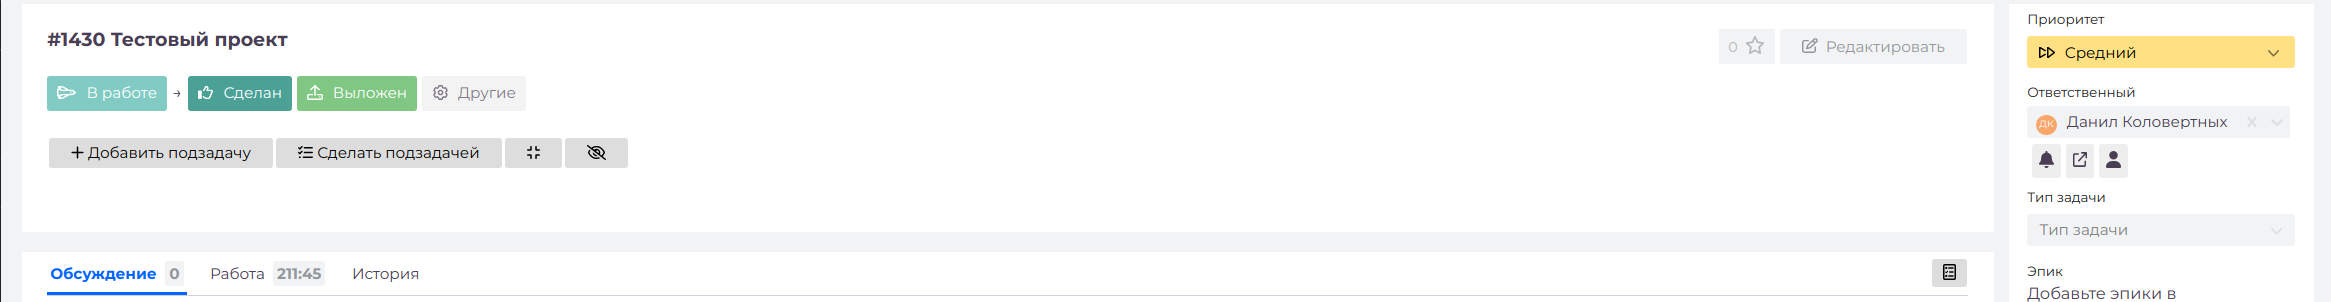 #1430 Тестовый проект
0 Редактировать
В работе → Сделан Выложен Другие
+ Добавить подзадачу Сделать подзадачей
Обсуждение 0 Работа 211:45 История
Приоритет
Средний
Ответственный
ДК Данил Коловертных
Тип задачи
Тип задачи
Эпик
Добавьте эпики в